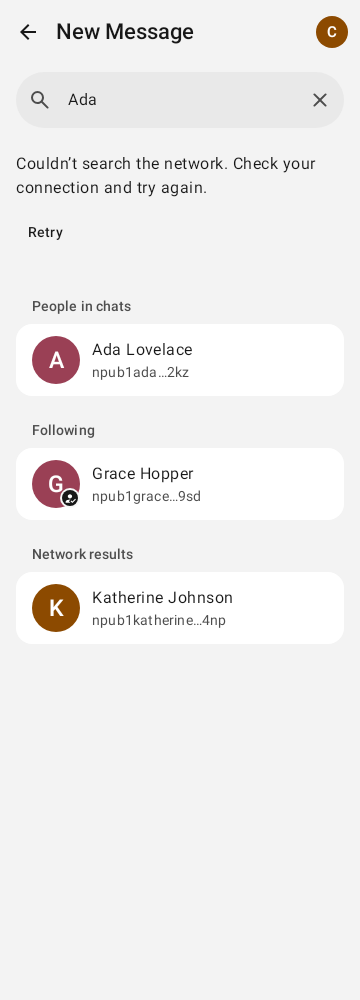 New Message
C
Ada
Couldn’t search the network. Check your
connection and try again.
Retry
People in chats
A
Ada Lovelace
npub1ada…2kz
Following
G
Grace Hopper
npub1grace…9sd
Network results
K
Katherine Johnson
npub1katherine…4np